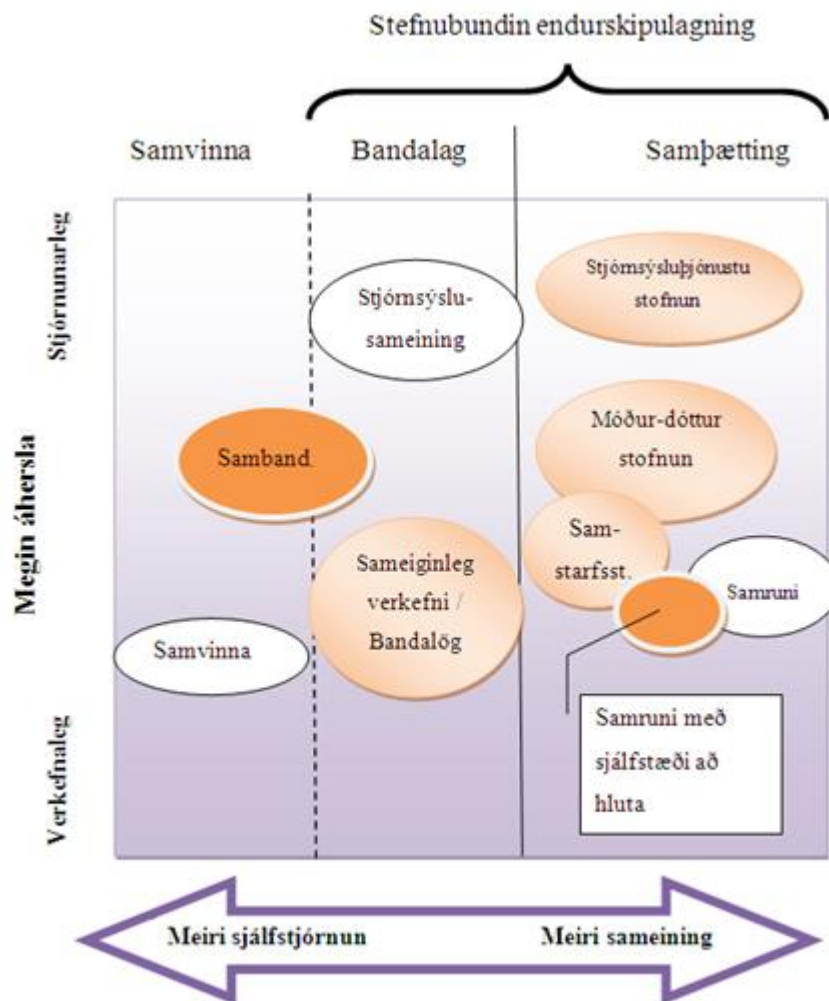 Stefnubundin endurskipulagning
Samvinna
Bandalag
Samþætting
Stjórnunarleg
Megin áhersla
Verkefnaleg
Stjórnsýslu-
sameining
Stjórnsýsluþjónustu
stofnun
Samband
Móður-dóttur
stofnun
Sam-
starfsst.
Sameiginleg
verkefni /
Bandalög
Samruni
Samvinna
Samruni með
sjálfstæði að
hluta
Meiri sjálfstjórnun
Meiri sameining